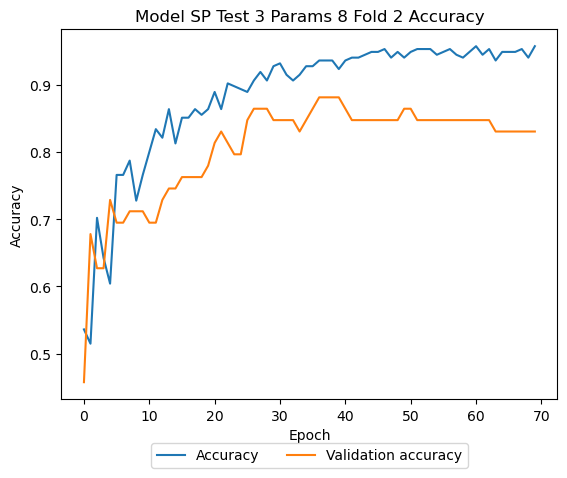 Model SP Test 3 Params 8 Fold 2 Accuracy
0.9
0.8
0.7
0.6
0.5
Accuracy
0 10 20 30 40 50 60 70
Epoch
Accuracy Validation accuracy